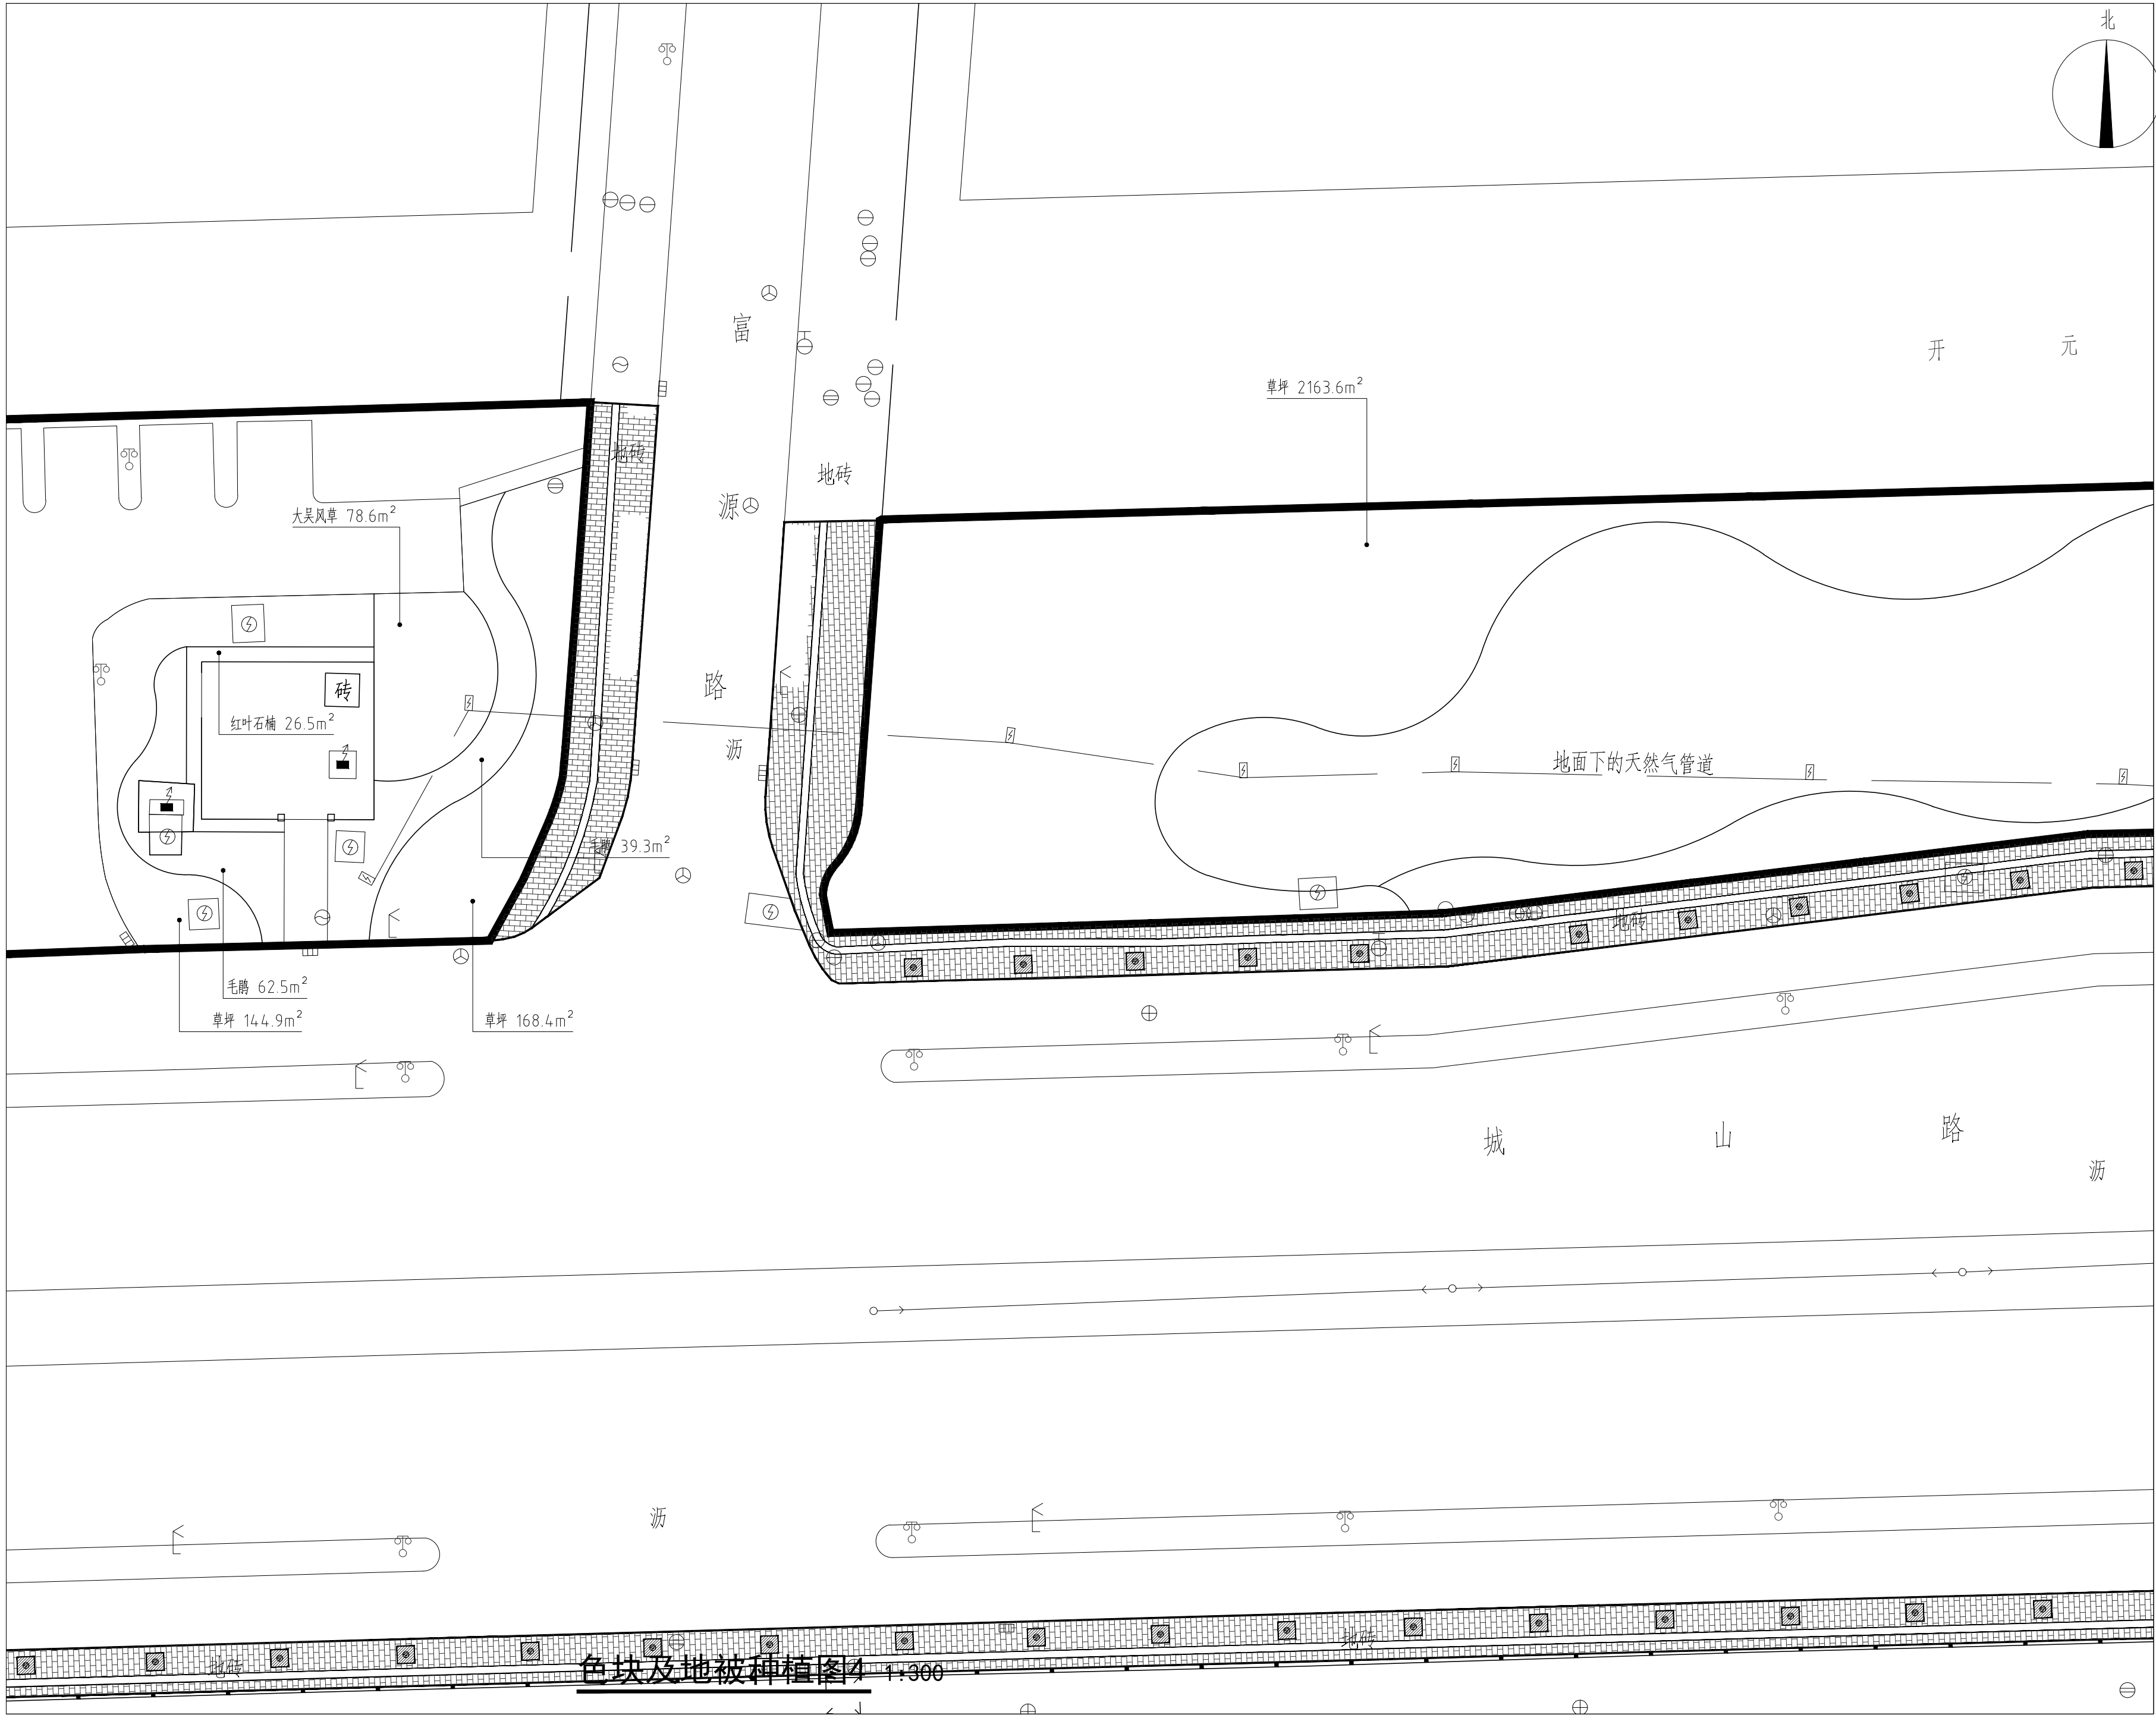 北
富
开 元
草坪 2163.6m²
地砖
地砖
源
大吴风草 78.6m²
砖
路
红叶石楠 26.5m²
沥
地面下的天然气管道
毛鹃 39.3m²
地砖
毛鹃 62.5m²
草坪 144.9m²
草坪 168.4m²
城 山 路
沥
沥
地砖
地砖
色块及地被种植图4 1:300